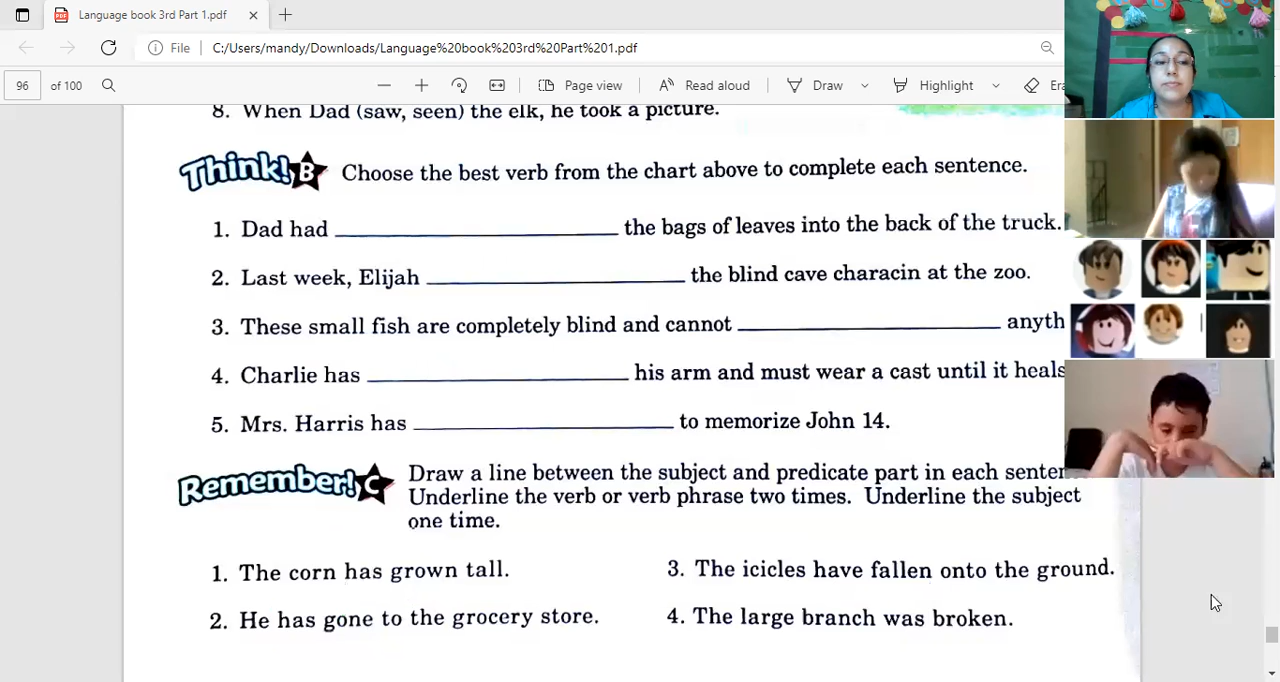 Language book 3rd Part 1.pdf
File C:/Users/mandy/Downloads/Language%20book%203rd%20Part%201.pdf
96 of 100 Page view Read aloud Draw Highlight Era
8. When Dad (saw, seen) the elk, he took a picture.
Think! B Choose the best verb from the chart above to complete each sentence.
1. Dad had ____ the bags of leaves into the back of the truck.
2. Last week, Elijah ____ the blind cave characin at the zoo.
3. These small fish are completely blind and cannot ____ anyth
4. Charlie has ____ his arm and must wear a cast until it heals
5. Mrs. Harris has ____ to memorize John 14.
Remember! C Draw a line between the subject and predicate part in each senten
Underline the verb or verb phrase two times. Underline the subject
one time.
1. The corn has grown tall.
2. He has gone to the grocery store.
3. The icicles have fallen onto the ground.
4. The large branch was broken.